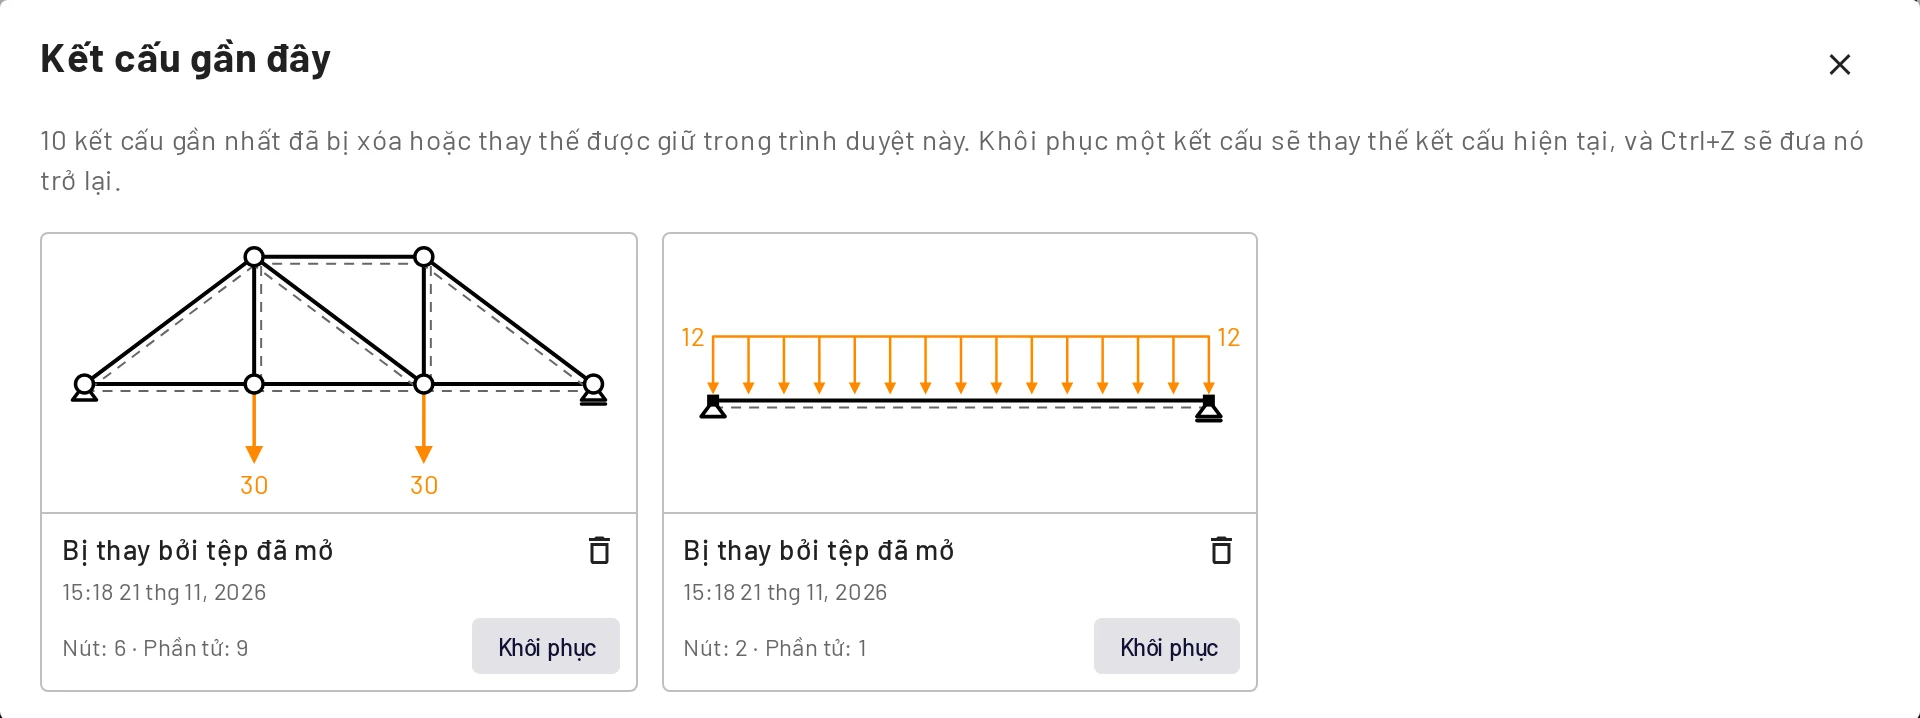 Kết cấu gần đây
10 kết cấu gần nhất đã bị xóa hoặc thay thế được giữ trong trình duyệt này. Khôi phục một kết cấu sẽ thay thế kết cấu hiện tại, và Ctrl+Z sẽ đưa nó
trở lại.
30 30
Bị thay bởi tệp đã mở
15:18 21 thg 11, 2026
Nút: 6 · Phần tử: 9
Khôi phục
12 12
Bị thay bởi tệp đã mở
15:18 21 thg 11, 2026
Nút: 2 · Phần tử: 1
Khôi phục